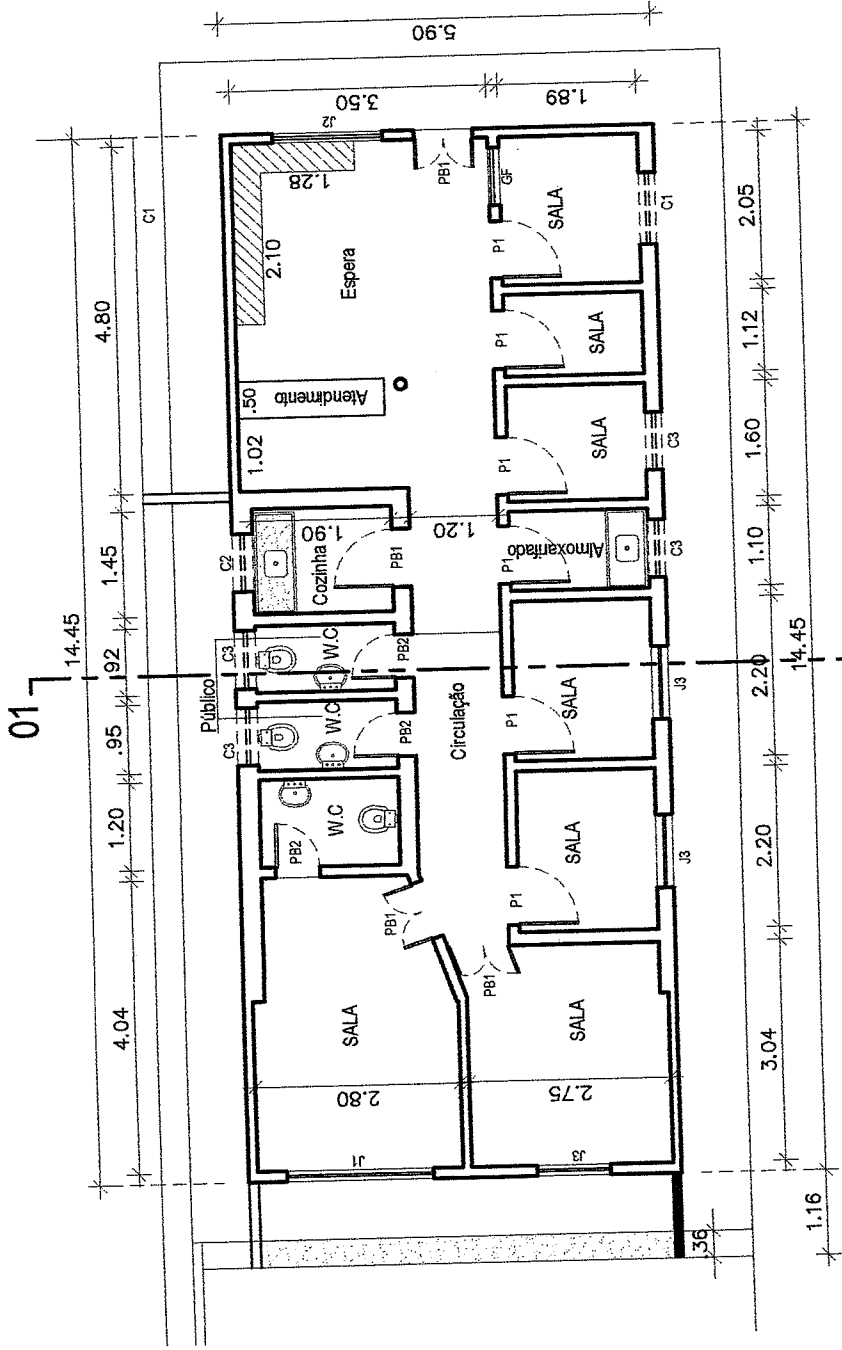 5.90
3.50
1.89
14.45
4.80
1.45
.92
.95
1.20
4.04
C1
01
Público
C2
C3
C3
J2
1.28
2.10
Espera
.50
Atendimento
1.02
PB1
GF
SALA
P1
C1
P1
SALA
P1
SALA
C3
1.90
Cozinha
PB1
1.20
P1
Almoxarifado
C3
W.C
PB2
W.C
PB2
W.C
PB2
Circulação
P1
SALA
J3
P1
SALA
J3
PB1
SALA
2.80
J1
PB1
SALA
2.75
J3
2.05
1.12
1.60
1.10
2.20
2.20
3.04
14.45
1.16
.36